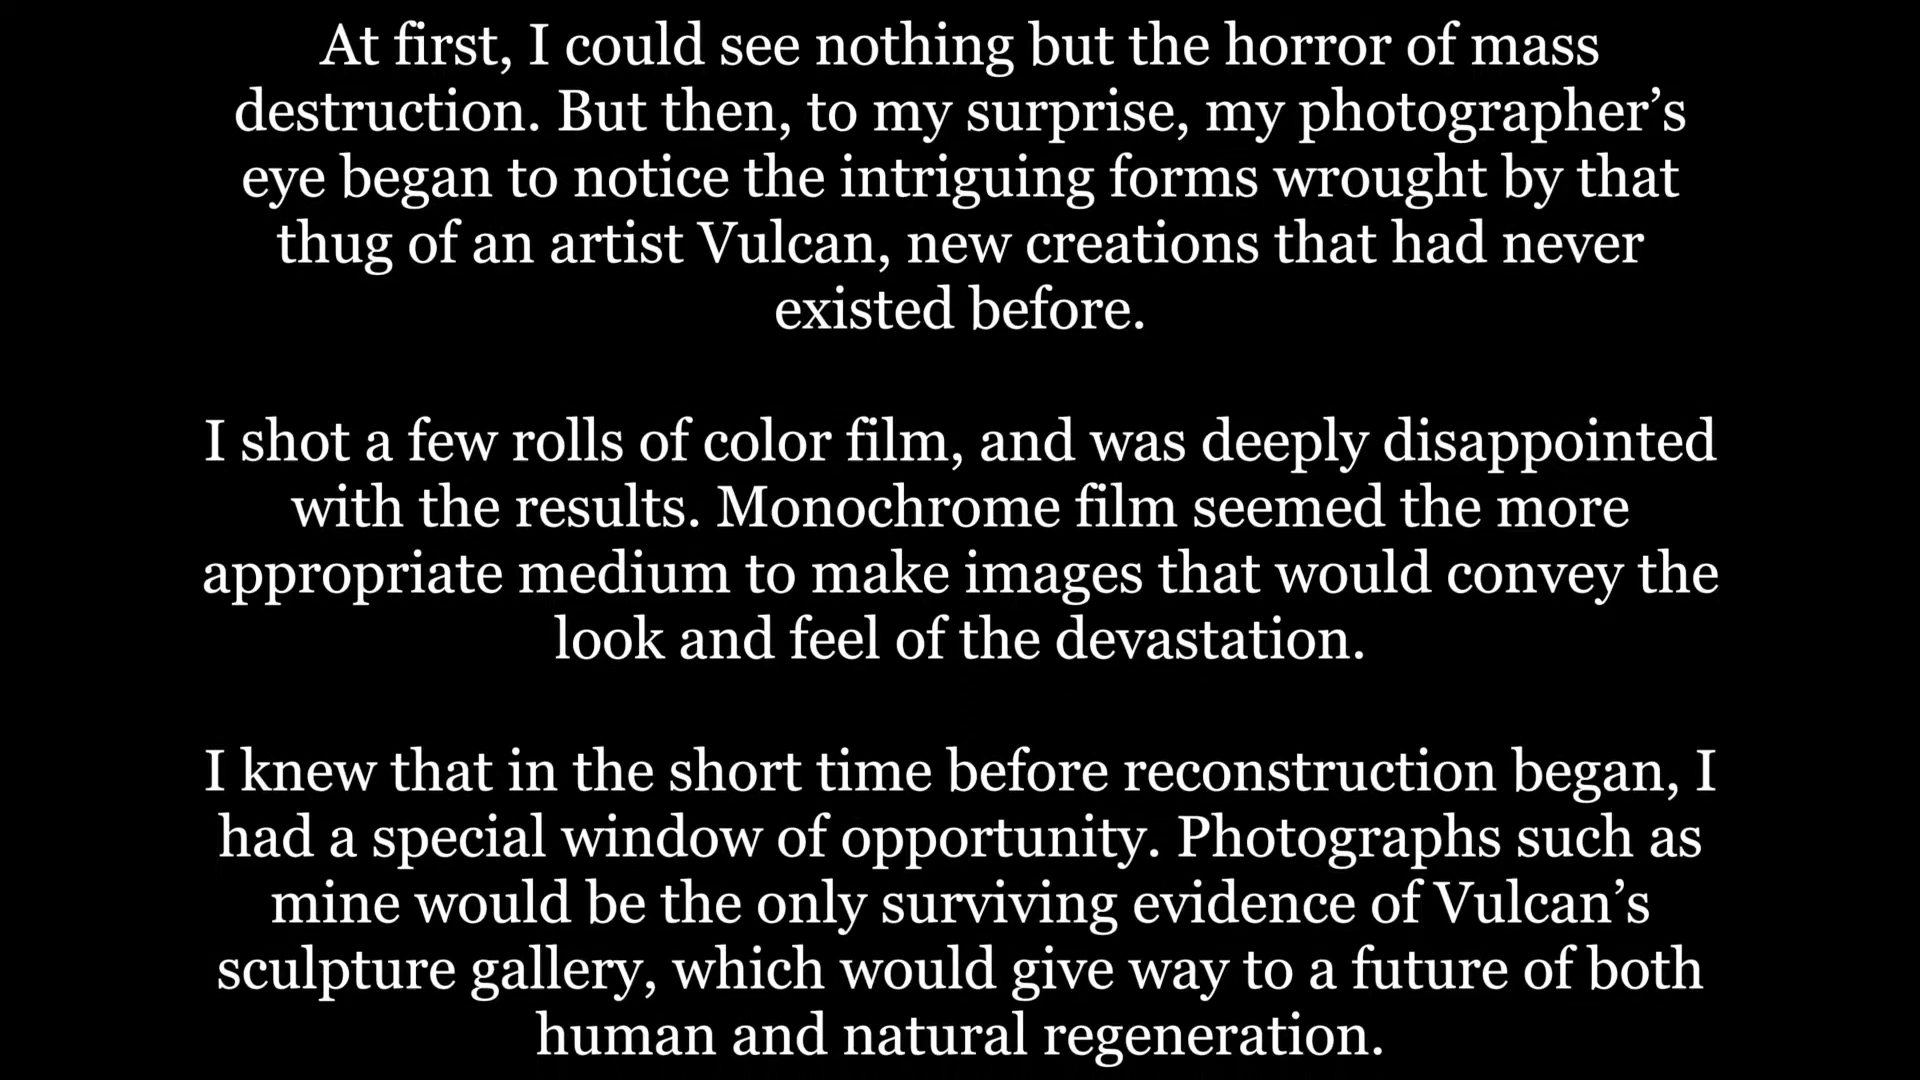 At first, I could see nothing but the horror of mass
destruction. But then, to my surprise, my photographer’s
eye began to notice the intriguing forms wrought by that
thug of an artist Vulcan, new creations that had never
existed before.
I shot a few rolls of color film, and was deeply disappointed
with the results. Monochrome film seemed the more
appropriate medium to make images that would convey the
look and feel of the devastation.
I knew that in the short time before reconstruction began, I
had a special window of opportunity. Photographs such as
mine would be the only surviving evidence of Vulcan’s
sculpture gallery, which would give way to a future of both
human and natural regeneration.